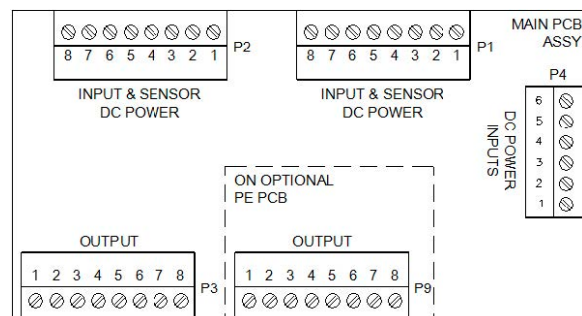 MAIN PCB
ASSY
8 7 6 5 4 3 2 1 P2
INPUT & SENSOR
DC POWER
8 7 6 5 4 3 2 1 P1
INPUT & SENSOR
DC POWER
P4
6
5
4
3
2
1
DC POWER
INPUTS
ON OPTIONAL
PE PCB
OUTPUT
1 2 3 4 5 6 7 8
P3
OUTPUT
1 2 3 4 5 6 7 8
P9